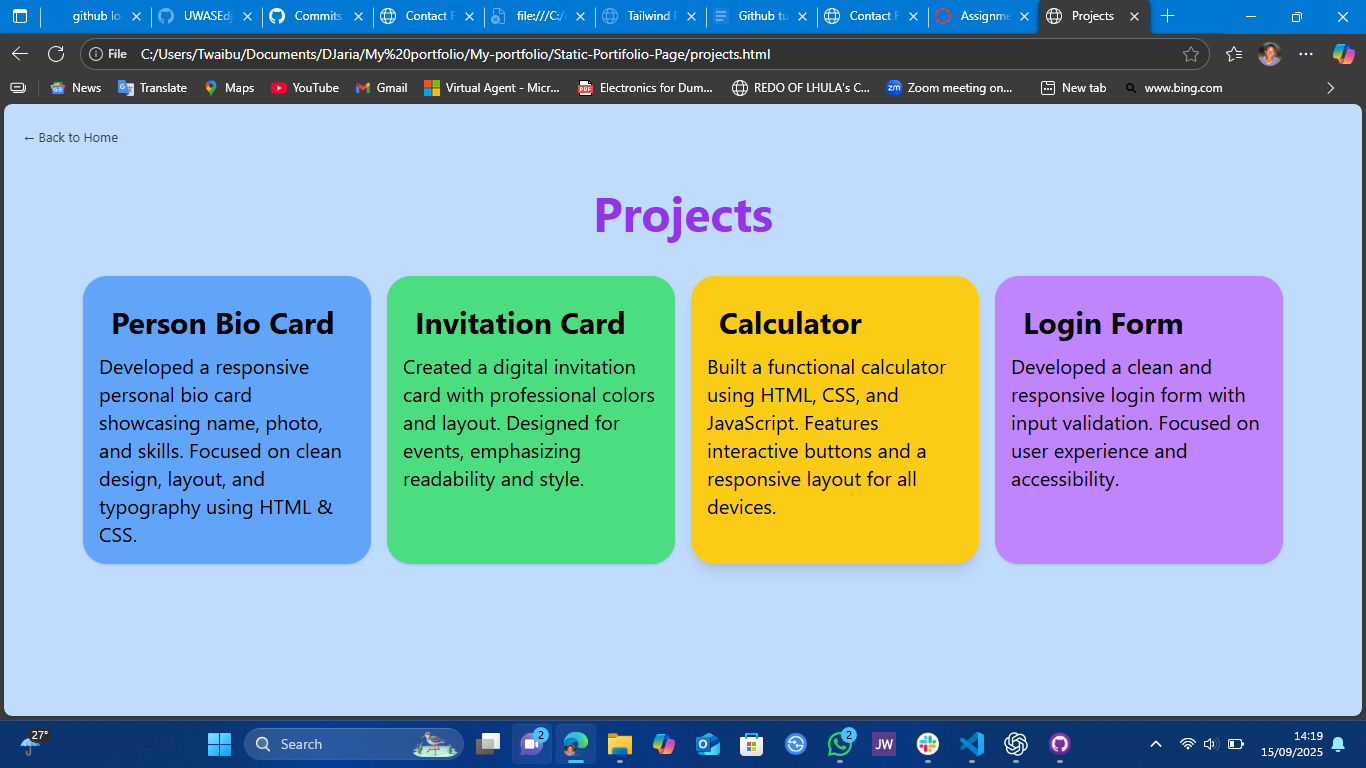 github lo
UWASEdj
Commits
Contact F
file:///C:/
Tailwind
Github tu
Contact F
Assignme
Projects
File C:/Users/Twaibu/Documents/DJaria/My%20portfolio/My-portfolio/Static-Portifolio-Page/projects.html
News Translate Maps YouTube Gmail Virtual Agent - Micr... PDF Electronics for Dum... REDO OF LHULA's C... zm Zoom meeting on... New tab www.bing.com
← Back to Home
Projects
Person Bio Card
Developed a responsive
personal bio card
showcasing name, photo,
and skills. Focused on clean
design, layout, and
typography using HTML &
CSS.
Invitation Card
Created a digital invitation
card with professional colors
and layout. Designed for
events, emphasizing
readability and style.
Calculator
Built a functional calculator
using HTML, CSS, and
JavaScript. Features
interactive buttons and a
responsive layout for all
devices.
Login Form
Developed a clean and
responsive login form with
input validation. Focused on
user experience and
accessibility.
27°
Search
2
2
JW
14:19
15/09/2025